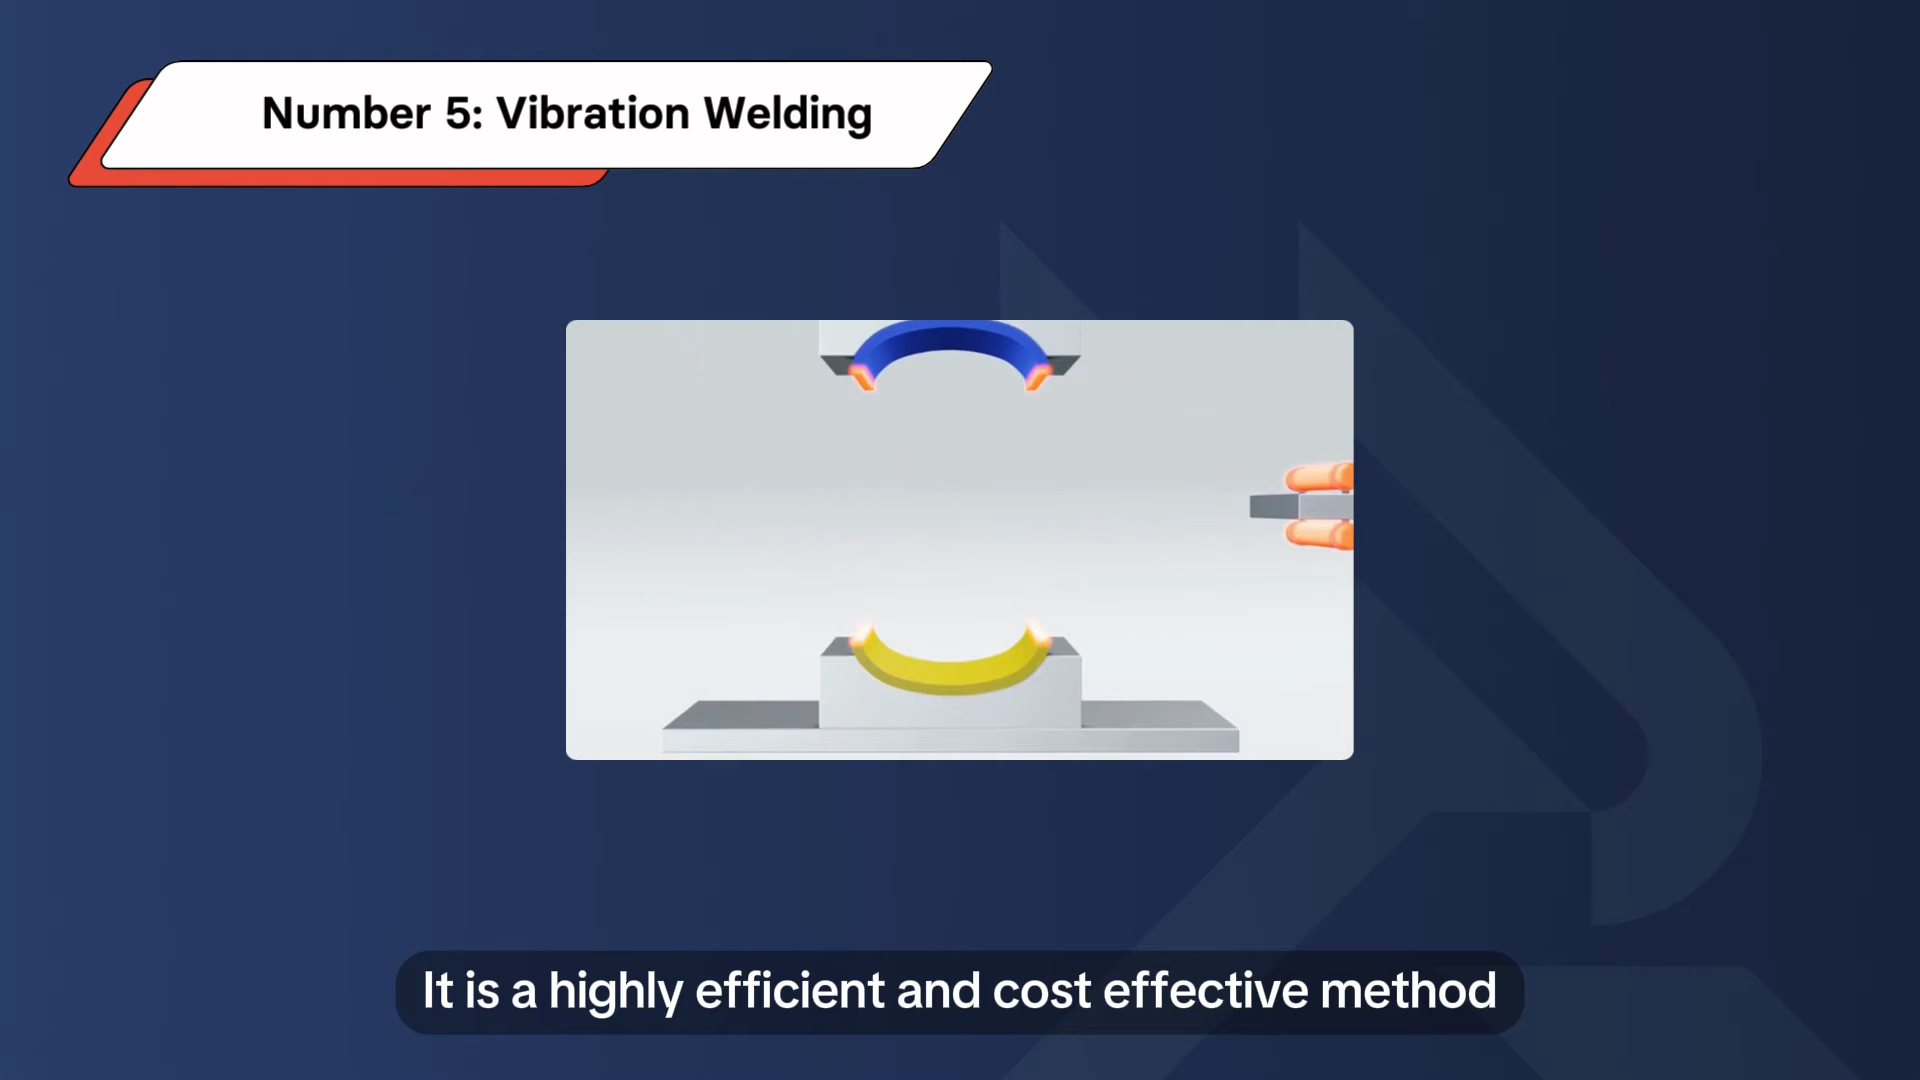 Number 5: Vibration Welding
It is a highly efficient and cost effective method